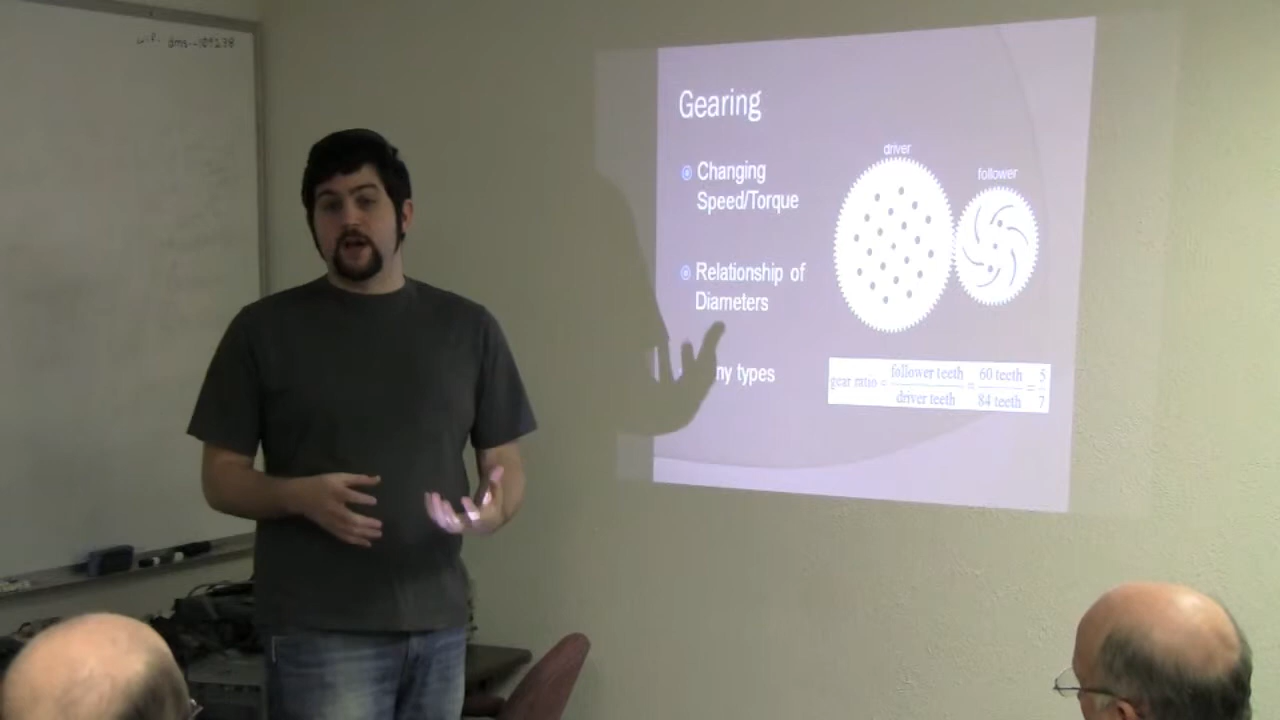 Gearing
Changing
Speed/Torque
Relationship of
Diameters
types
driver
follower
gear ratio = follower teeth / driver teeth = 60 teeth / 84 teeth = 5 / 7